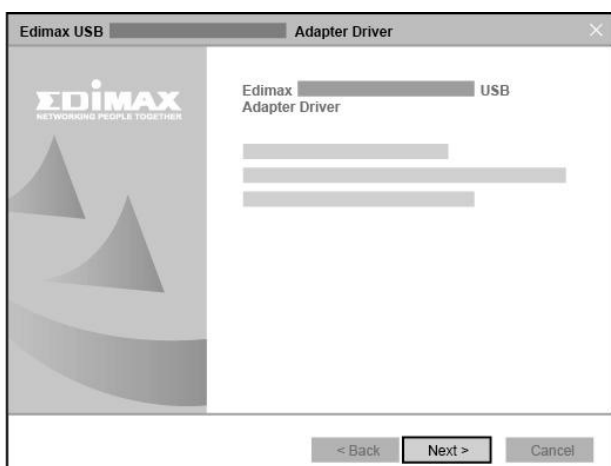 Edimax USB Adapter Driver
EDIMAX
NETWORKING PEOPLE TOGETHER
Edimax USB
Adapter Driver
< Back Next > Cancel